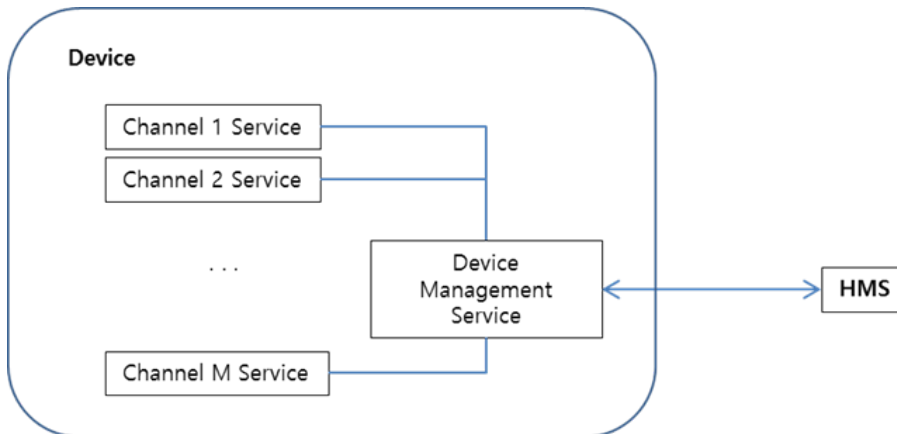 Device
Channel 1 Service
Channel 2 Service
. . .
Device
Management
Service
HMS
Channel M Service